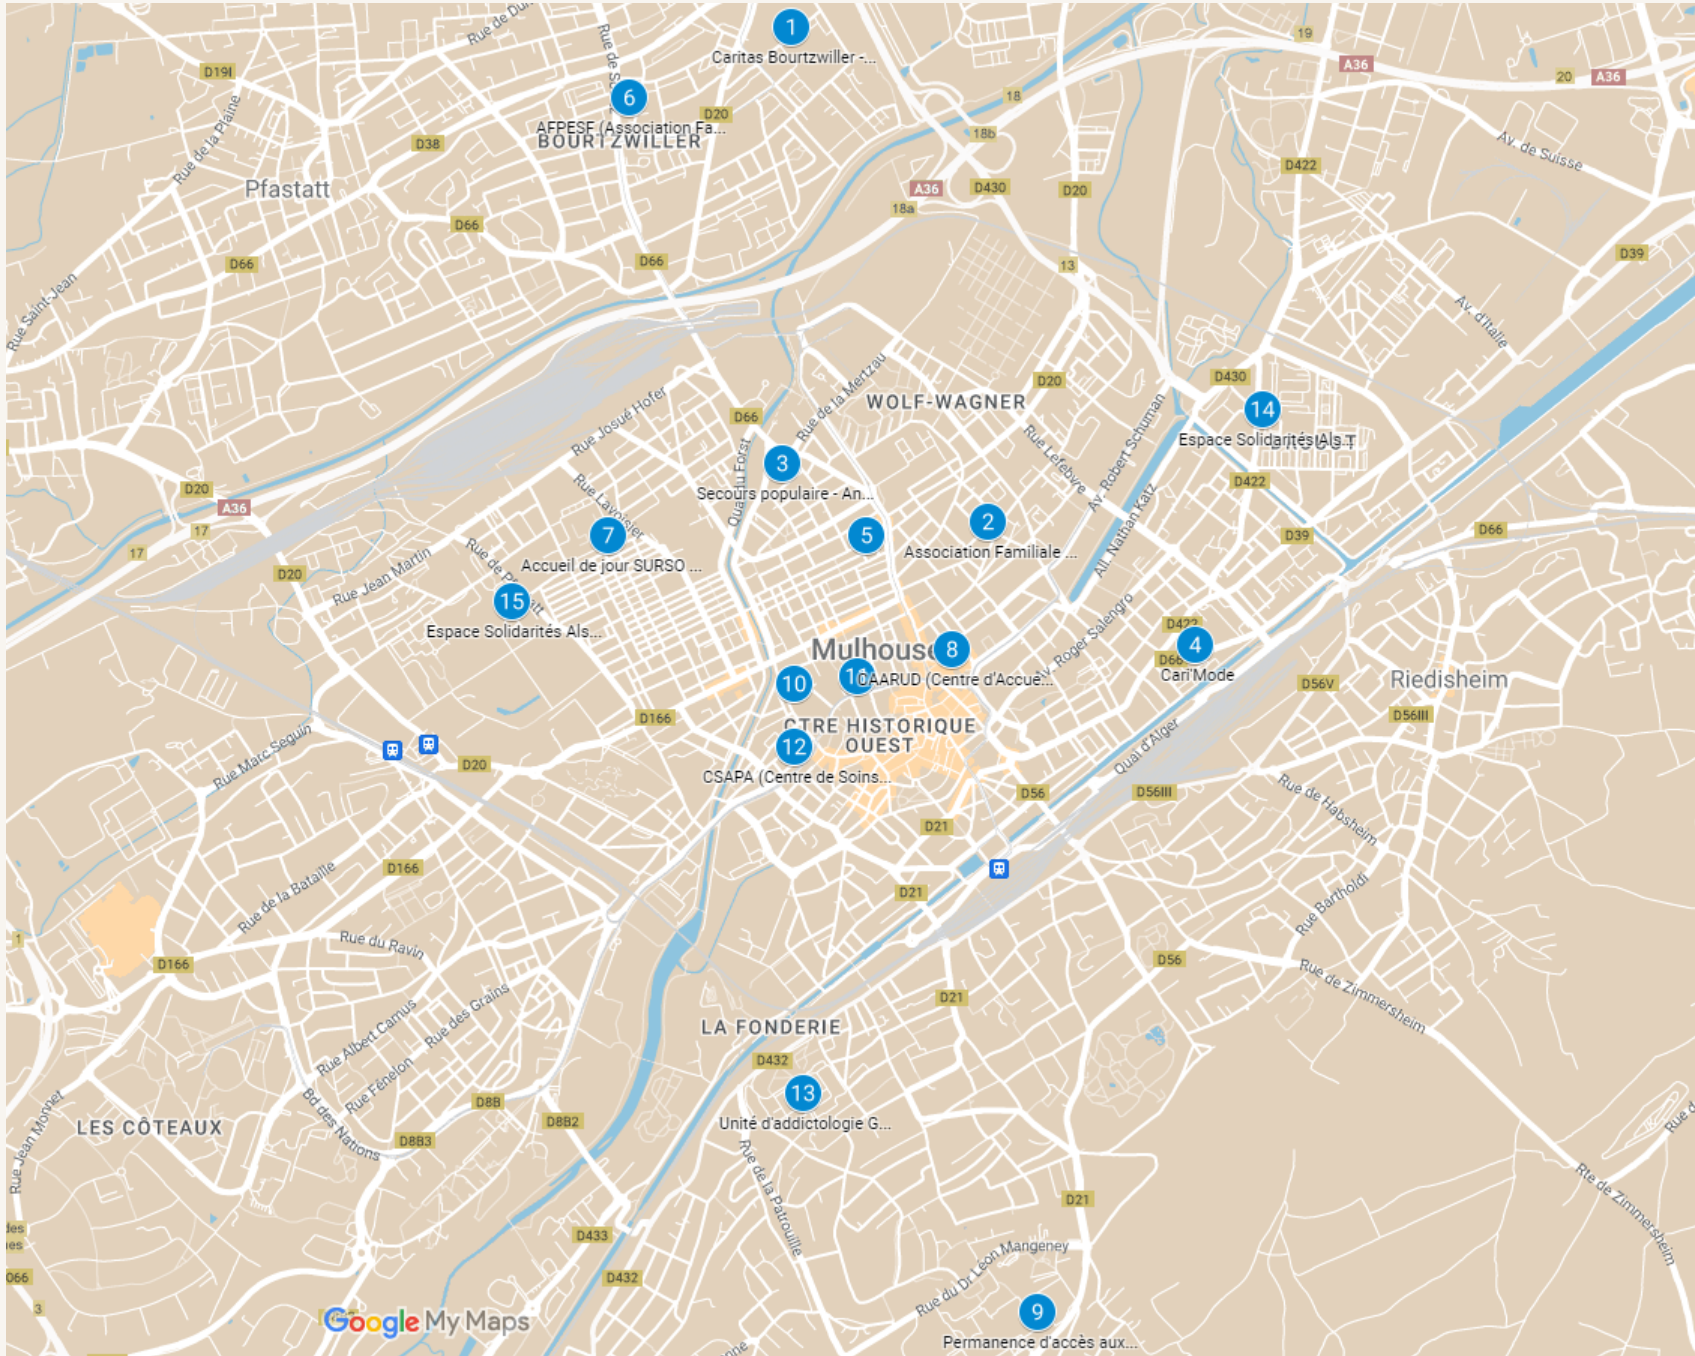 Rue de Dur
1
19
Caritas Bourtzwiller -...
A36
D19I
20
A36
6
18
Rue de la Plaine
D20
AFPESF (Association Fa...
BOURTZWILLER
18b
D38
Av. de Suisse
D422
Pfastatt
A36
D430
D20
18a
D66
D39
D66
D66
13
Rue Saint-Jean
Av. d'Italie
Rue de la Mertzau
D20
D430
WOLF-WAGNER
Rue Josué Hofer
D66
14
Av. Robert Schuman
Espace Solidarités Als...
Rue Lefebvre
Quai du Forst
3
D422
Secours populaire - An...
D20
A36
Rue Lavoisier
17
17
7
5
2
All. Nathan Katz
D39
D66
Accueil de jour SURSO ...
Association Familiale ...
Rue Jean Martin
D20
15
Espace Solidarités Als...
Av. Roger Salengro
D422
Mulhouse
8
4
D66
CAARUD (Centre d'Accue...
Cari'Mode
10
Riedisheim
D56V
D166
CTRE HISTORIQUE
OUEST
D56III
12
CSAPA (Centre de Soins...
Rue Marc Seguin
Quai d'Alger
D20
D56
D56III
Rue de Habsheim
D21
D166
D21
Rue de la Bataille
Rue Bartholdi
1
Rue du Ravin
D166
D56
Rue de Zimmersheim
D21
Rue des Grains
Rue Albert Camus
LA FONDERIE
D432
Rue Fénelon
13
D8B
Unité d'addictologie G...
Bd des Nations
LES CÔTEAUX
D8B2
D8B3
Rue Jean Monnet
Rue de la Patrouille
D21
Rte de Zimmersheim
D433
Rue du Dr Léon Mangeney
D432
3
9
Google My Maps
Permanence d'accès aux...